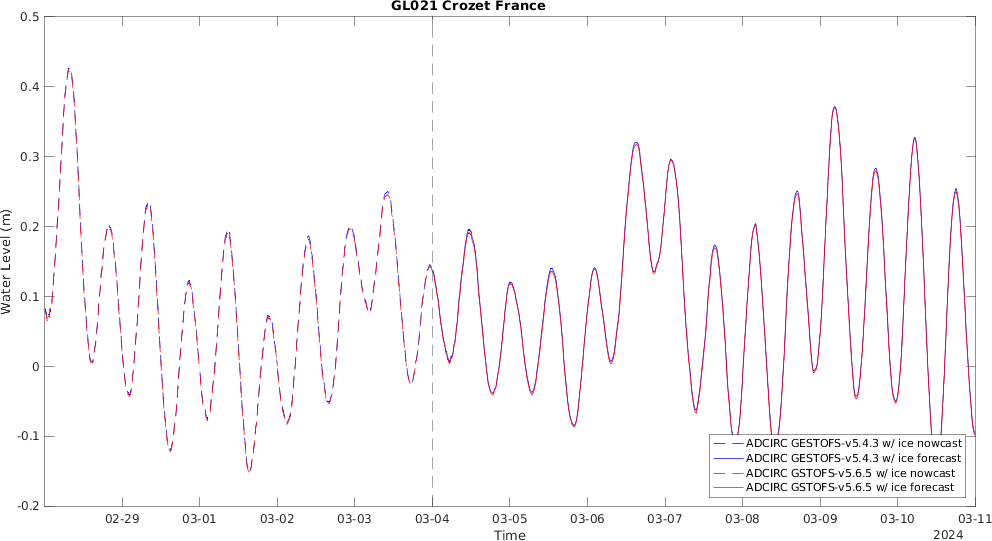 GL021 Crozet France
0.5
0.4
0.3
0.2
0.1
0
-0.1
-0.2
Water Level (m)
ADCIRC GESTOFS-v5.4.3 w/ ice nowcast
ADCIRC GESTOFS-v5.4.3 w/ ice forecast
ADCIRC GSTOFS-v5.6.5 w/ ice nowcast
ADCIRC GSTOFS-v5.6.5 w/ ice forecast
02-29 03-01 03-02 03-03 03-04 03-05 03-06 03-07 03-08 03-09 03-10 03-11
Time
2024